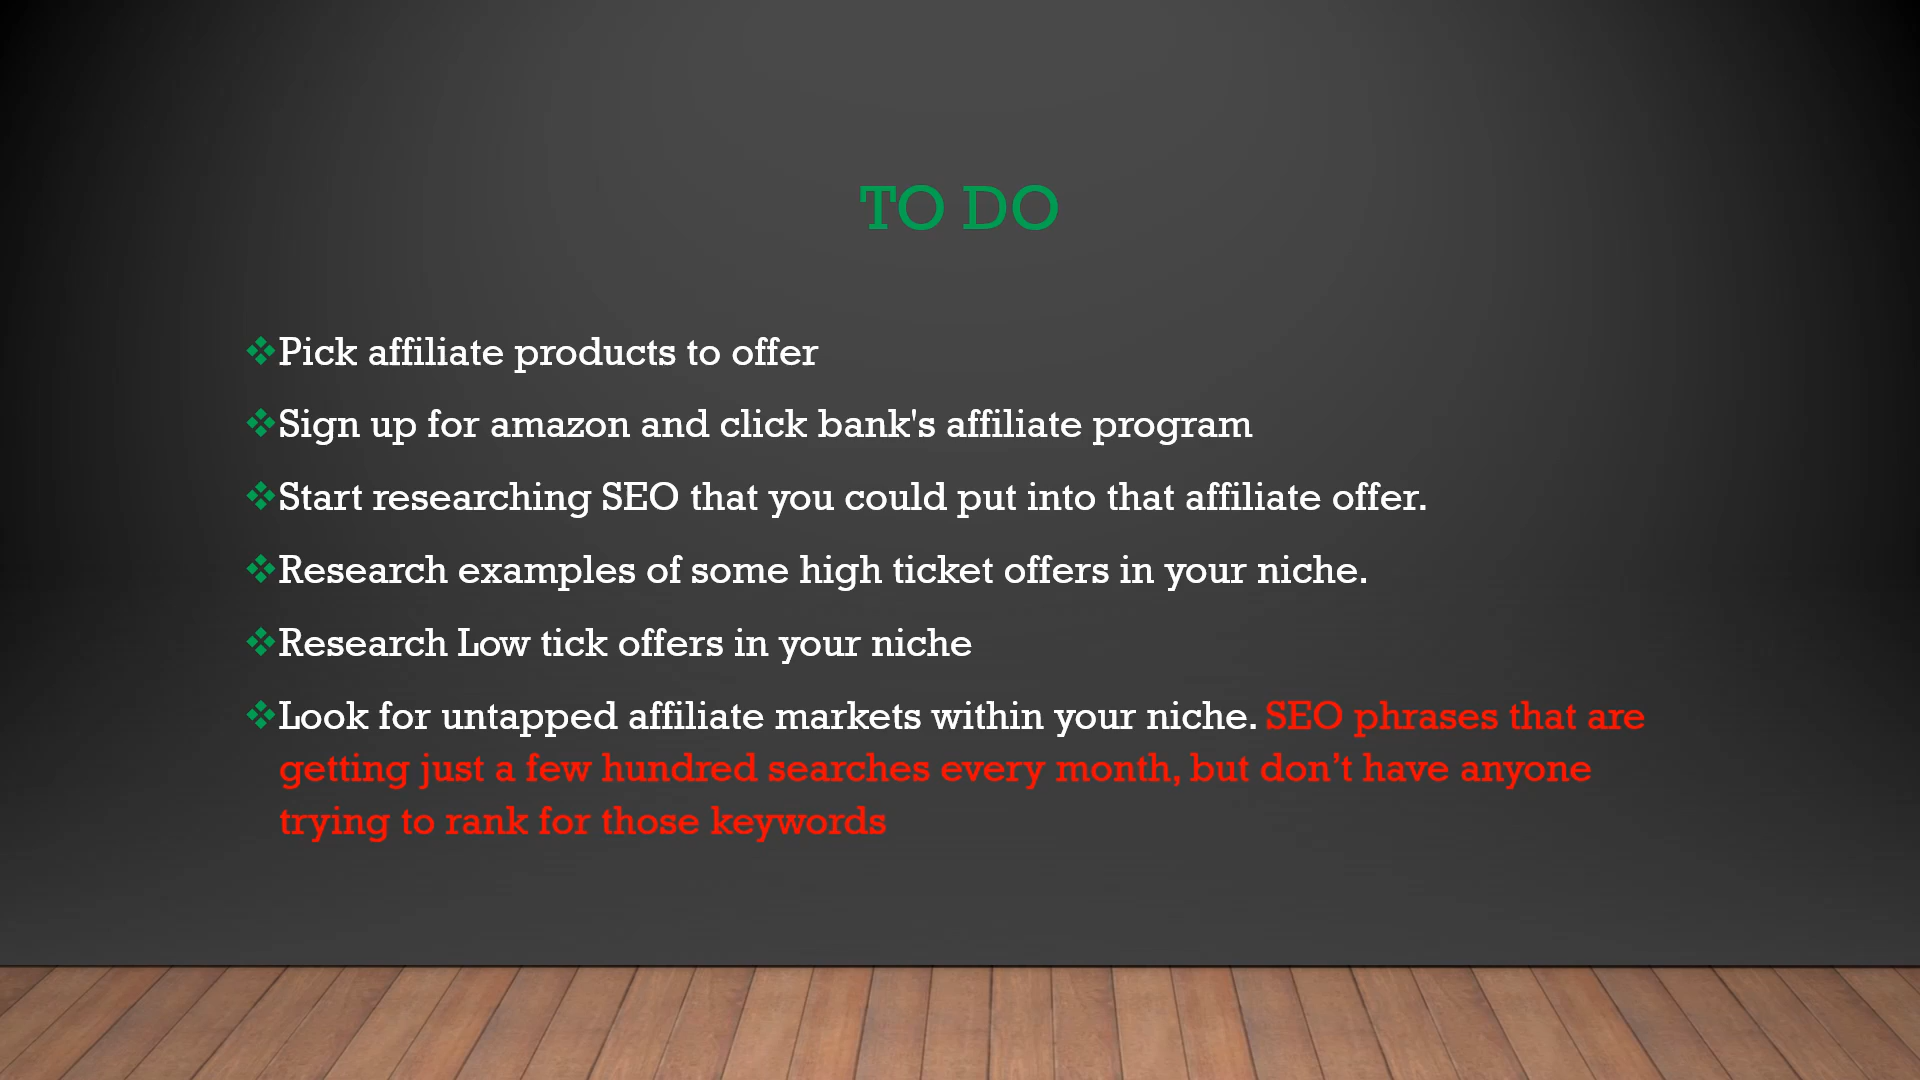 TO DO
❖Pick affiliate products to offer
❖Sign up for amazon and click bank's affiliate program
❖Start researching SEO that you could put into that affiliate offer.
❖Research examples of some high ticket offers in your niche.
❖Research Low tick offers in your niche
❖Look for untapped affiliate markets within your niche. SEO phrases that are
getting just a few hundred searches every month, but don’t have anyone
trying to rank for those keywords